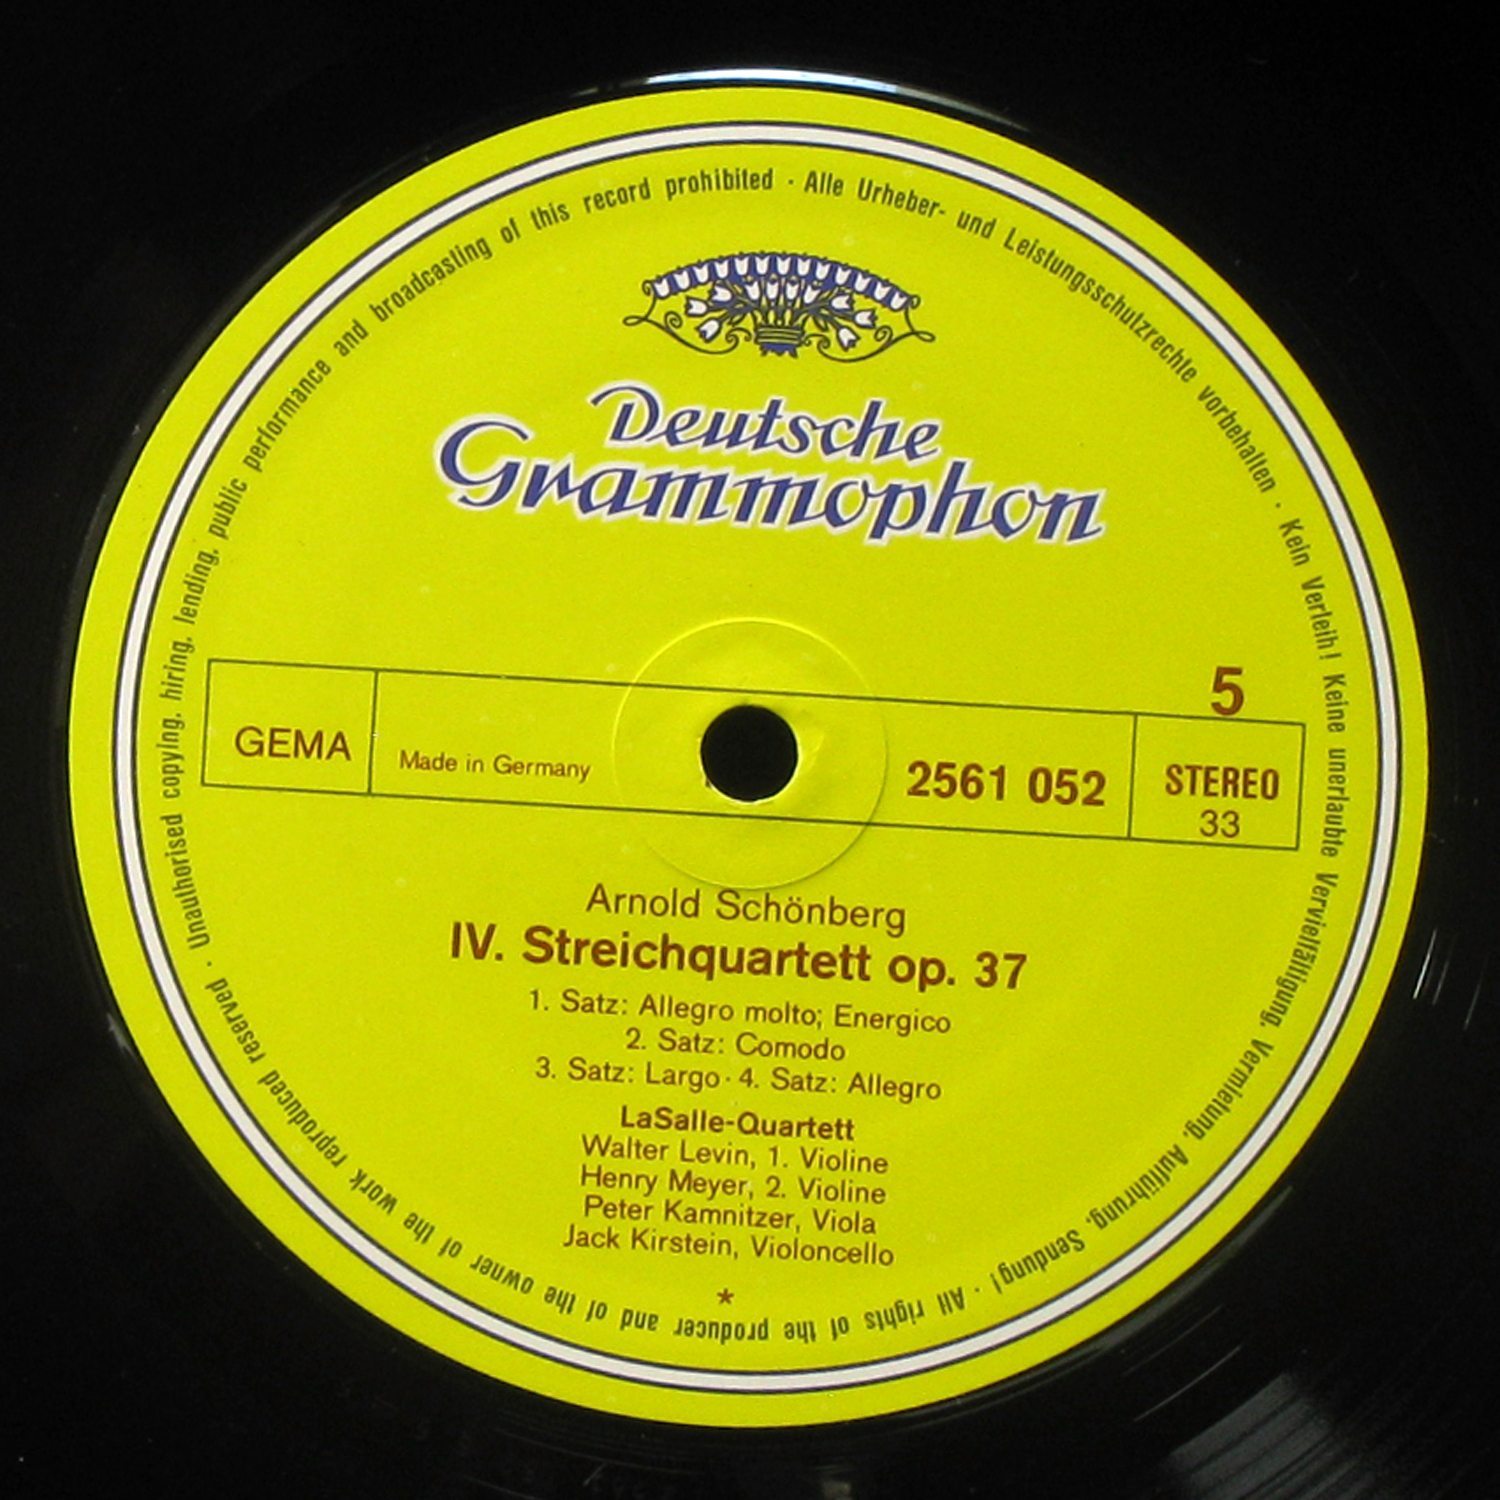 Deutsche
Grammophon
5
GEMA
Made in Germany
2561 052
STEREO
33
Arnold Schönberg
IV. Streichquartett op. 37
1. Satz: Allegro molto; Energico
2. Satz: Comodo
3. Satz: Largo · 4. Satz: Allegro
LaSalle-Quartett
Walter Levin, 1. Violine
Henry Meyer, 2. Violine
Peter Kamnitzer, Viola
Jack Kirstein, Violoncello
*
Alle Urheber- und Leistungsschutzrechte vorbehalten · Kein Verleih! Keine unerlaubte Vervielfältigung, Vermietung, Aufführung, Sendung! · All rights of the producer and of the owner of the work reproduced reserved · Unauthorised copying, hiring, lending, public performance and broadcasting of this record prohibited ·